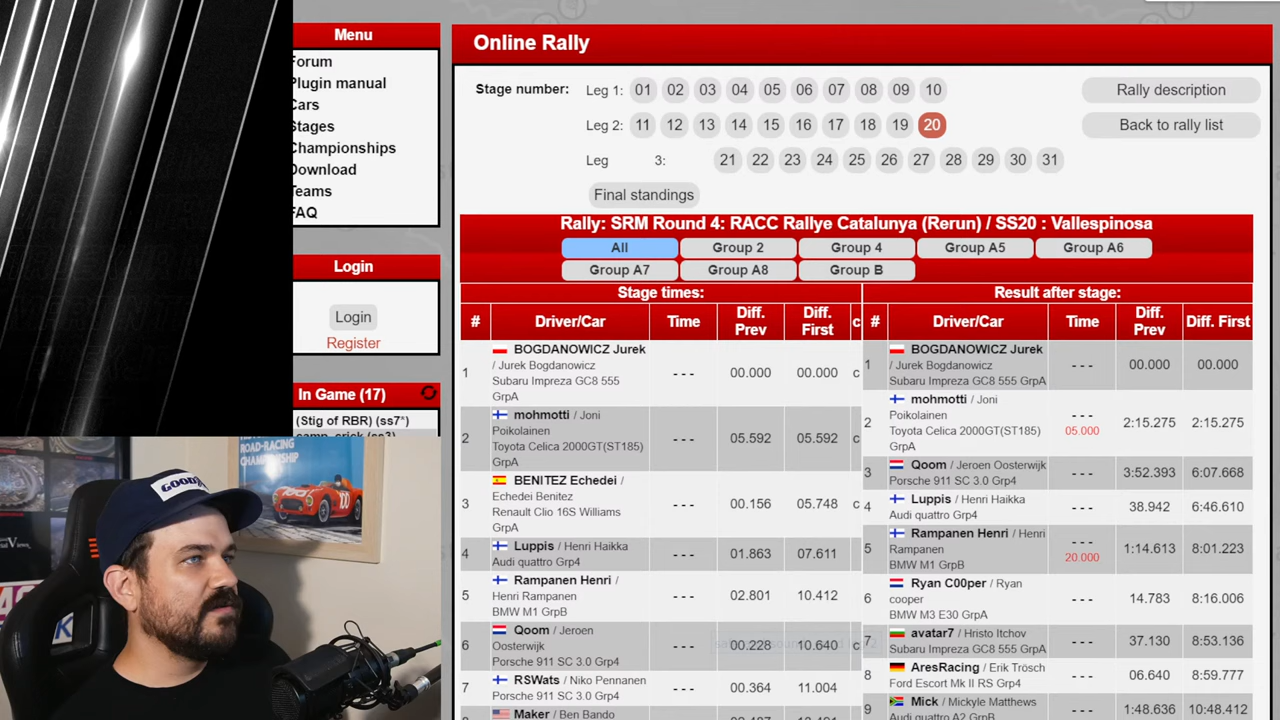 Menu
Forum
Plugin manual
Cars
Stages
Championships
Download
Teams
FAQ
Login
Login
Register
In Game (17)
(Stig of RBR) (ss7*)
Online Rally
Stage number:
Leg 1: 01 02 03 04 05 06 07 08 09 10
Rally description
Leg 2: 11 12 13 14 15 16 17 18 19 20
Back to rally list
Leg 3: 21 22 23 24 25 26 27 28 29 30 31
Final standings
Rally: SRM Round 4: RACC Rallye Catalunya (Rerun) / SS20 : Vallespinosa
All Group 2 Group 4 Group A5 Group A6
Group A7 Group A8 Group B
Stage times:
# Driver/Car Time Diff. Prev Diff. First c
1 BOGDANOWICZ Jurek - - - 00.000 00.000 c
/ Jurek Bogdanowicz
Subaru Impreza GC8 555
GrpA
2 mohmotti / Joni - - - 05.592 05.592 c
Poikolainen
Toyota Celica 2000GT(ST185)
GrpA
3 BENITEZ Echedei / - - - 00.156 05.748 c
Echedei Benitez
Renault Clio 16S Williams
GrpA
4 Luppis / Henri Haikka - - - 01.863 07.611
Audi quattro Grp4
5 Rampanen Henri / - - - 02.801 10.412
Henri Rampanen
BMW M1 GrpB
6 Qoom / Jeroen - - - 00.228 10.640 c
Oosterwijk
Porsche 911 SC 3.0 Grp4
7 RSWats / Niko Pennanen - - - 00.364 11.004
Porsche 911 SC 3.0 Grp4
Maker / Ben Bando
Result after stage:
# Driver/Car Time Diff. Prev Diff. First
1 BOGDANOWICZ Jurek - - - 00.000 00.000
/ Jurek Bogdanowicz
Subaru Impreza GC8 555 GrpA
2 mohmotti / Joni - - - 05.000 2:15.275 2:15.275
Poikolainen
Toyota Celica 2000GT(ST185)
GrpA
3 Qoom / Jeroen Oosterwijk - - - 3:52.393 6:07.668
Porsche 911 SC 3.0 Grp4
4 Luppis / Henri Haikka - - - 38.942 6:46.610
Audi quattro Grp4
5 Rampanen Henri / Henri - - - 20.000 1:14.613 8:01.223
Rampanen
BMW M1 GrpB
6 Ryan C00per / Ryan - - - 14.783 8:16.006
cooper
BMW M3 E30 GrpA
7 avatar7 / Hristo Itchov - - - 37.130 8:53.136
Subaru Impreza GC8 555 GrpA
8 AresRacing / Erik Trösch - - - 06.640 8:59.777
Ford Escort Mk II RS Grp4
9 Mick / Mickyle Matthews - - - 1:48.636 10:48.412
Audi quattro A2 GrpB
ROAD-RACING
CHAMPIONSHIP